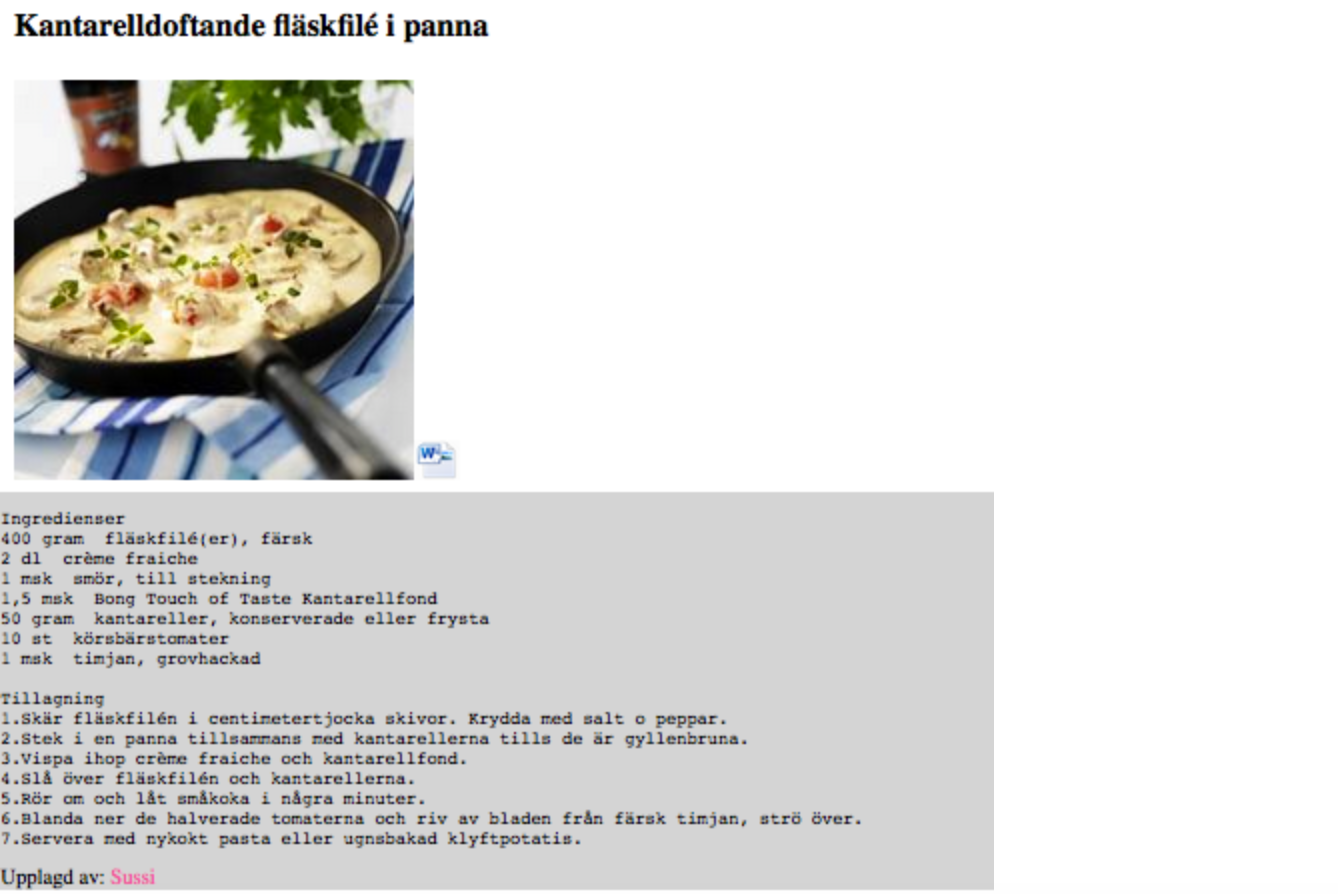 Kantarelldoftande fläskfilé i panna
W
Ingredienser
400 gram  fläskfilé(er), färsk
2 dl  crème fraiche
1 msk  smör, till stekning
1,5 msk  Bong Touch of Taste Kantarellfond
50 gram  kantareller, konserverade eller frysta
10 st  körsbärstomater
1 msk  timjan, grovhackad
Tillagning
1.Skär fläskfilén i centimetertjocka skivor. Krydda med salt o peppar.
2.Stek i en panna tillsammans med kantarellerna tills de är gyllenbruna.
3.Vispa ihop crème fraiche och kantarellfond.
4.Slå över fläskfilén och kantarellerna.
5.Rör om och låt småkoka i några minuter.
6.Blanda ner de halverade tomaterna och riv av bladen från färsk timjan, strö över.
7.Servera med nykokt pasta eller ugnsbakad klyftpotatis.
Upplagd av: Sussi